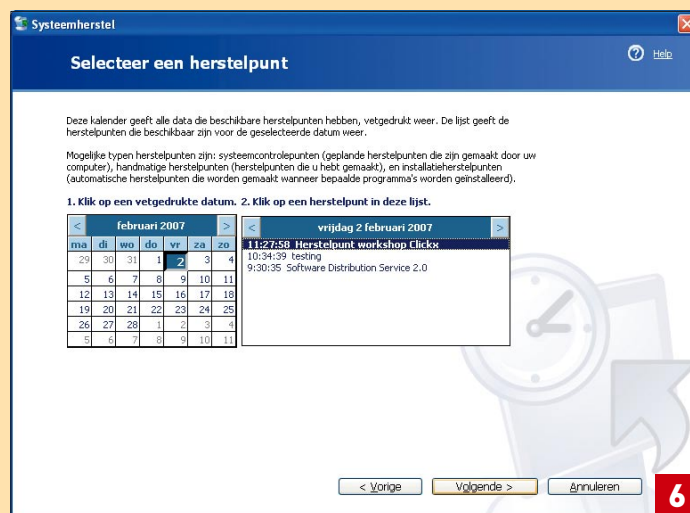 Systeemherstel
Selecteer een herstelpunt
Help
Deze kalender geeft alle data die beschikbare herstelpunten hebben, vetgedrukt weer. De lijst geeft de
herstelpunten die beschikbaar zijn voor de geselecteerde datum weer.
Mogelijke typen herstelpunten zijn: systeemcontrolepunten (geplande herstelpunten die zijn gemaakt door uw
computer), handmatige herstelpunten (herstelpunten die u hebt gemaakt), en installatieherstelpunten
(automatische herstelpunten die worden gemaakt wanneer bepaalde programma's worden geïnstalleerd).
1. Klik op een vetgedrukte datum. 2. Klik op een herstelpunt in deze lijst.
< februari 2007 >
ma di wo do vr za zo
29 30 31 1 2 3 4
5 6 7 8 9 10 11
12 13 14 15 16 17 18
19 20 21 22 23 24 25
26 27 28 1 2 3 4
5 6 7 8 9 10 11
< vrijdag 2 februari 2007 >
11:27:58 Herstelpunt workshop Clickx
10:34:39 testing
9:30:35 Software Distribution Service 2.0
< Vorige
Volgende >
Annuleren
6